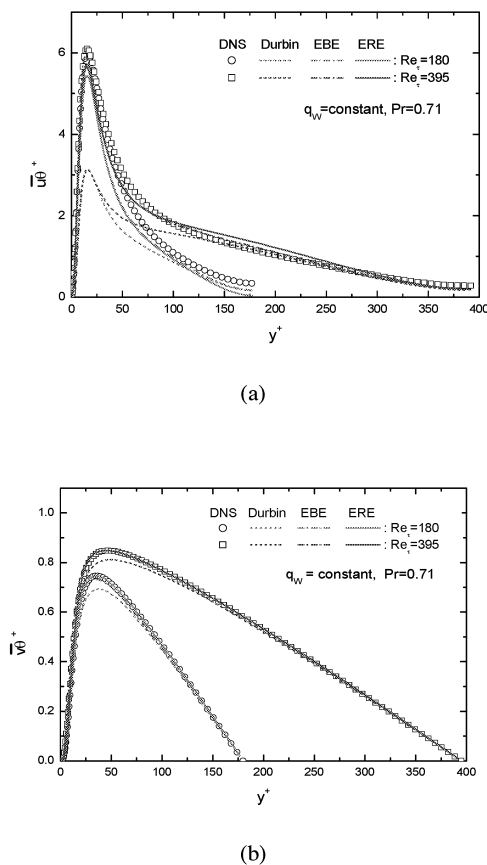 DNS Durbin EBE ERE
: Reτ=180
: Reτ=395
qW=constant, Pr=0.71
6
4
2
0
uθ +
0 50 100 150 200 250 300 350 400
y+
(a)
DNS Durbin EBE ERE
: Reτ=180
: Reτ=395
qW = constant, Pr=0.71
1.0
0.8
0.6
0.4
0.2
0.0
vθ +
0 50 100 150 200 250 300 350 400
y+
(b)